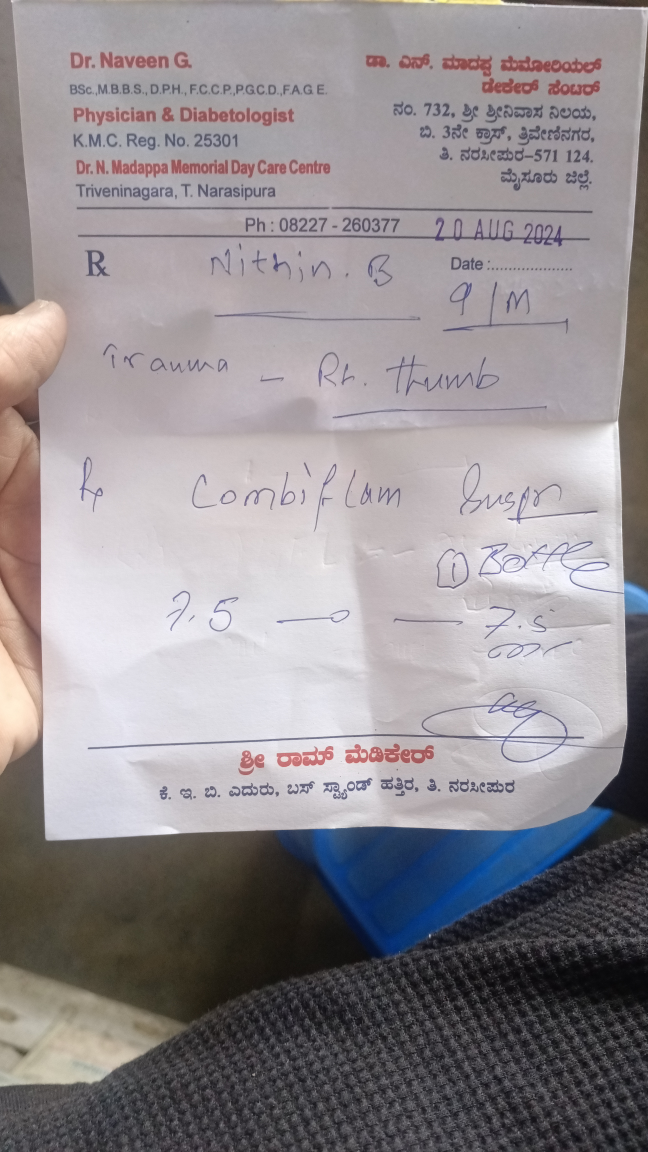 Dr. Naveen G.
BSc.,M.B.B.S., D.P.H., F.C.C.P.,P.G.C.D.,F.A.G.E.
Physician & Diabetologist
K.M.C. Reg. No. 25301
Dr. N. Madappa Memorial Day Care Centre
Triveninagara, T. Narasipura
ಡಾ. ಎನ್. ಮಾದಪ್ಪ ಮೆಮೋರಿಯಲ್
ಡೇಕೇರ್ ಸೆಂಟರ್
ನಂ. 732, ಶ್ರೀ ಶ್ರೀನಿವಾಸ ನಿಲಯ,
ಬಿ. 3ನೇ ಕ್ರಾಸ್, ತ್ರಿವೇಣಿನಗರ,
ತಿ. ನರಸೀಪುರ-571 124.
ಮೈಸೂರು ಜಿಲ್ಲೆ.
Ph : 08227 - 260377
20 AUG 2024
℞ Nithin. B
Date :....................
9/M
Trauma - Rt. thumb
Rx Combiflam Suspn
① Bottle
7.5 —0 — 7.5
ಶ್ರೀ ರಾಮ್ ಮೆಡಿಕೇರ್
ಕೆ. ಇ. ಬಿ. ಎದುರು, ಬಸ್ ಸ್ಟ್ಯಾಂಡ್ ಹತ್ತಿರ, ತಿ. ನರಸೀಪುರ